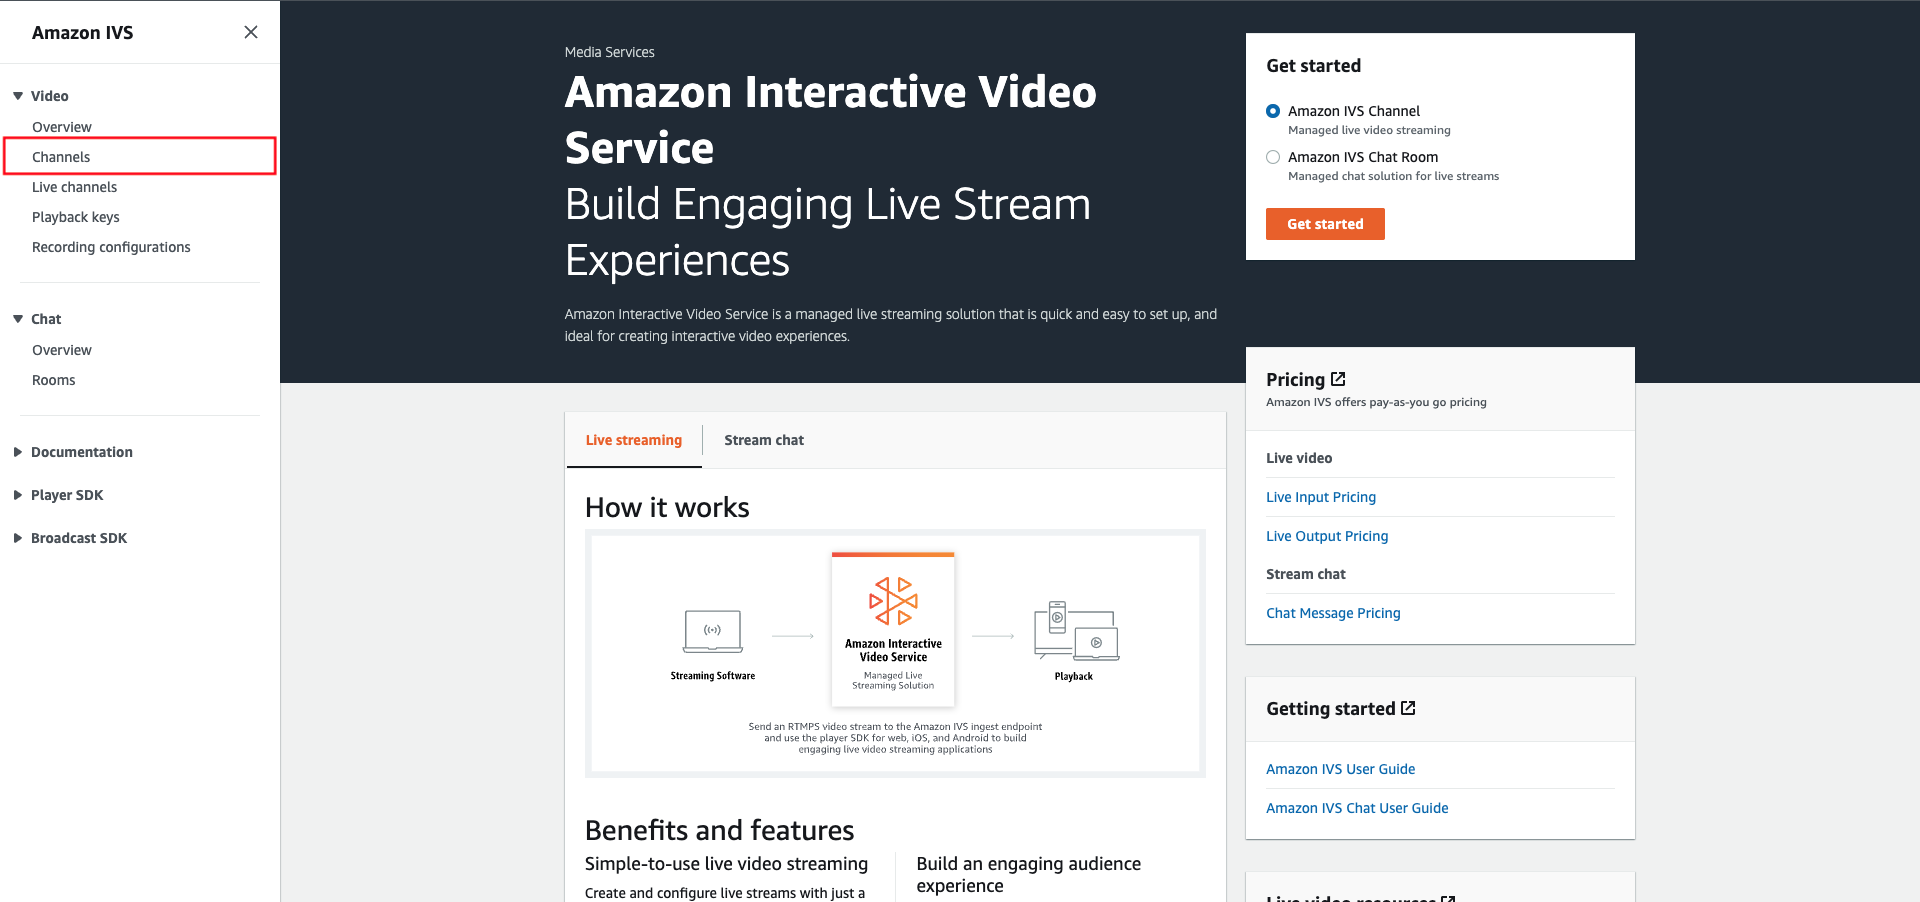 Amazon IVS
Video
Overview
Channels
Live channels
Playback keys
Recording configurations
Chat
Overview
Rooms
Documentation
Player SDK
Broadcast SDK
Media Services
Amazon Interactive Video
Service
Build Engaging Live Stream
Experiences
Amazon Interactive Video Service is a managed live streaming solution that is quick and easy to set up, and
ideal for creating interactive video experiences.
Get started
Amazon IVS Channel
Managed live video streaming
Amazon IVS Chat Room
Managed chat solution for live streams
Get started
Live streaming
Stream chat
How it works
Streaming Software
Amazon Interactive
Video Service
Managed Live
Streaming Solution
Playback
Send an RTMPS video stream to the Amazon IVS ingest endpoint
and use the player SDK for web, iOS, and Android to build
engaging live video streaming applications
Benefits and features
Simple-to-use live video streaming
Create and configure live streams with just a
Build an engaging audience
experience
Pricing
Amazon IVS offers pay-as-you go pricing
Live video
Live Input Pricing
Live Output Pricing
Stream chat
Chat Message Pricing
Getting started
Amazon IVS User Guide
Amazon IVS Chat User Guide
Live video resources